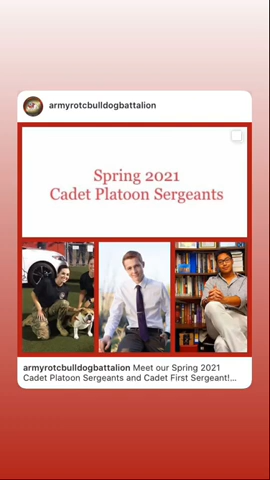 armyrotcbulldogbattalion
Spring 2021
Cadet Platoon Sergeants
armyrotcbulldogbattalion Meet our Spring 2021
Cadet Platoon Sergeants and Cadet First Sergeant!...